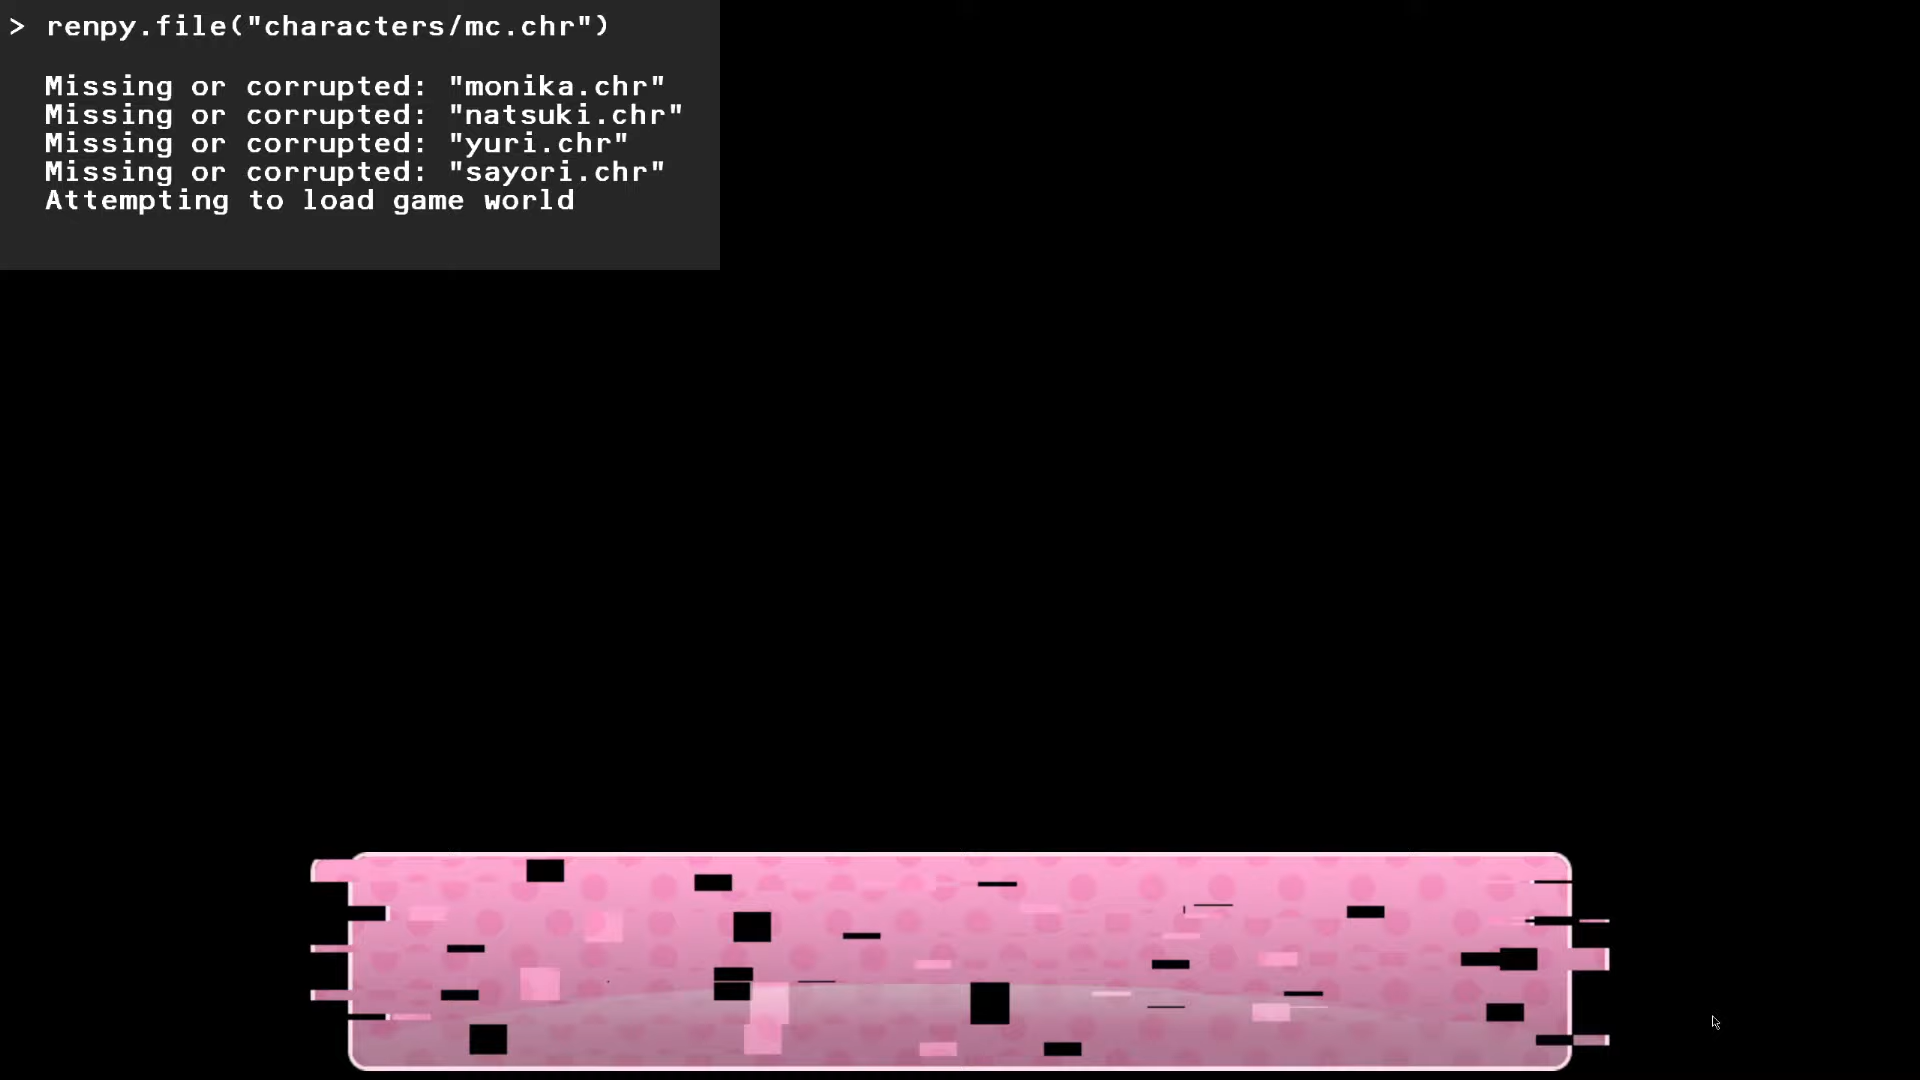 > renpy.file("characters/mc.chr")
Missing or corrupted: "monika.chr"
Missing or corrupted: "natsuki.chr"
Missing or corrupted: "yuri.chr"
Missing or corrupted: "sayori.chr"
Attempting to load game world